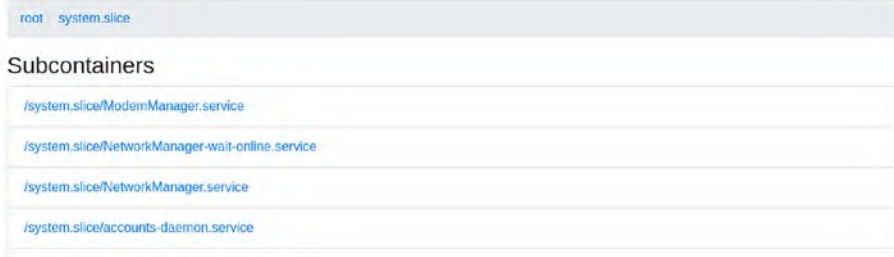 root system.slice
Subcontainers
/system.slice/ModemManager.service
/system.slice/NetworkManager-wait-online.service
/system.slice/NetworkManager.service
/system.slice/accounts-daemon.service